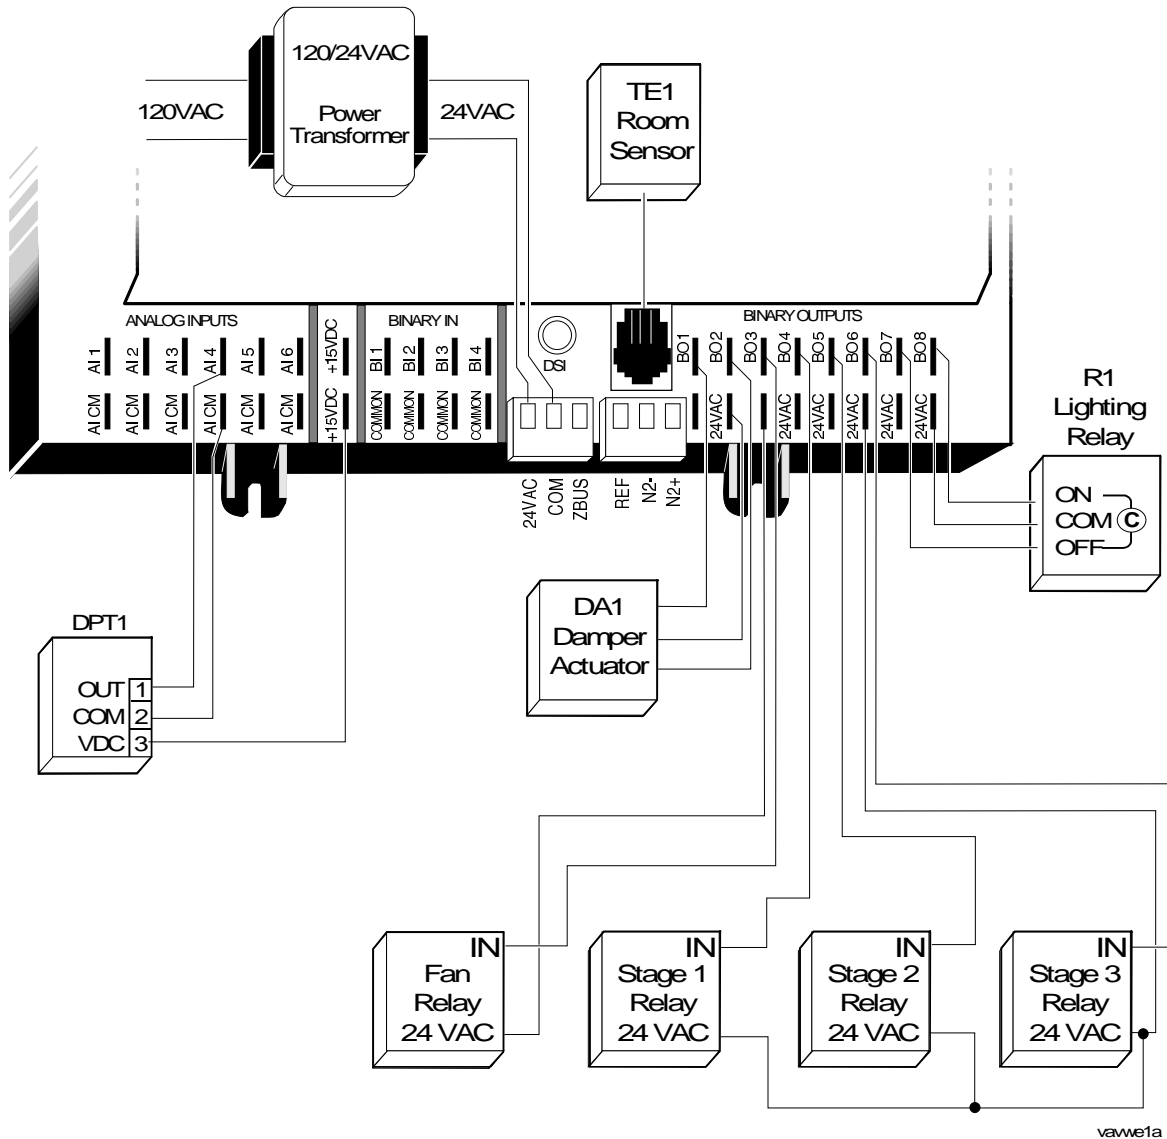 120/24VAC
Power
Transformer
120VAC
24VAC
TE1
Room
Sensor
ANALOG INPUTS
BINARY IN
BINARY OUTPUTS
AI 1
AI 2
AI 3
AI 4
AI 5
AI 6
+15VDC
BI 1
BI 2
BI 3
BI 4
DSI
BO1
BO2
BO3
BO4
BO5
BO6
BO7
BO8
AI CM
AI CM
AI CM
AI CM
AI CM
AI CM
+15VDC
COMMON
COMMON
COMMON
COMMON
24VAC
24VAC
24VAC
24VAC
24VAC
COM
ZBUS
REF
N2-
N2+
R1
Lighting
Relay
ON
COM
C
OFF
DPT1
OUT 1
COM 2
VDC 3
DA1
Damper
Actuator
IN
Fan
Relay
24 VAC
IN
Stage 1
Relay
24 VAC
IN
Stage 2
Relay
24 VAC
IN
Stage 3
Relay
24 VAC
vavwe1a